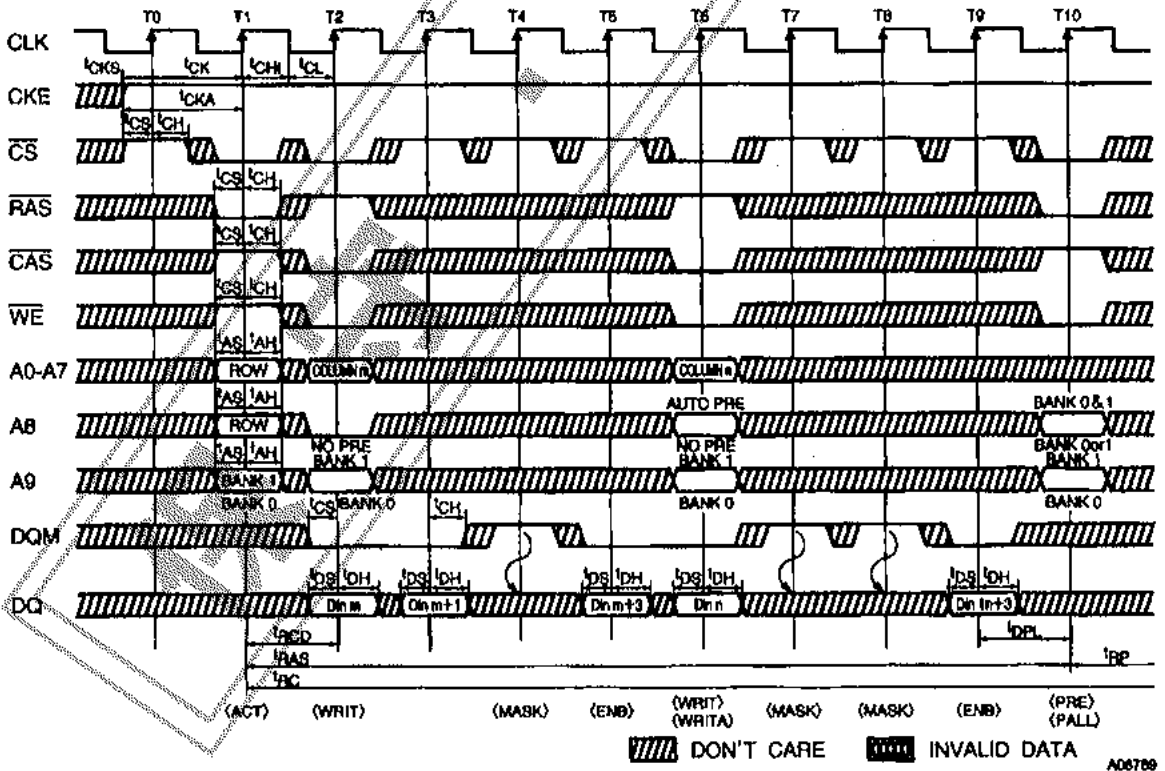 T0 T1 T2 T3 T4 T5 T6 T7 T8 T9 T10
CLK
tCKS tCK tCHI tCL
CKE
tCKA
tCS tCH
CS
tCS tCH
RAS
tCS tCH
CAS
tCS tCH
WE
tAS tAH
A0-A7 ROW COLUMN m COLUMN n
tAS tAH AUTO PRE BANK 0&1
A8 ROW
tAS tAH NO PRE NO PRE BANK 0or1
BANK 1 BANK 1 BANK 1
A9 BANK 1
BANK 0 BANK 0 BANK 0 BANK 0
tCS tCH
DQM
tDS tDH tDS tDH tDS tDH tDS tDH tDS tDH
DQ Din m Din m+1 Din m+3 Din n Din m+3
tRCD tDPL
tRAS tRP
tRC
(ACT) (WRIT) (MASK) (ENB) (WRIT) (MASK) (MASK) (ENB) (PRE)
(WRITA) (PALL)
DON'T CARE INVALID DATA
A06789